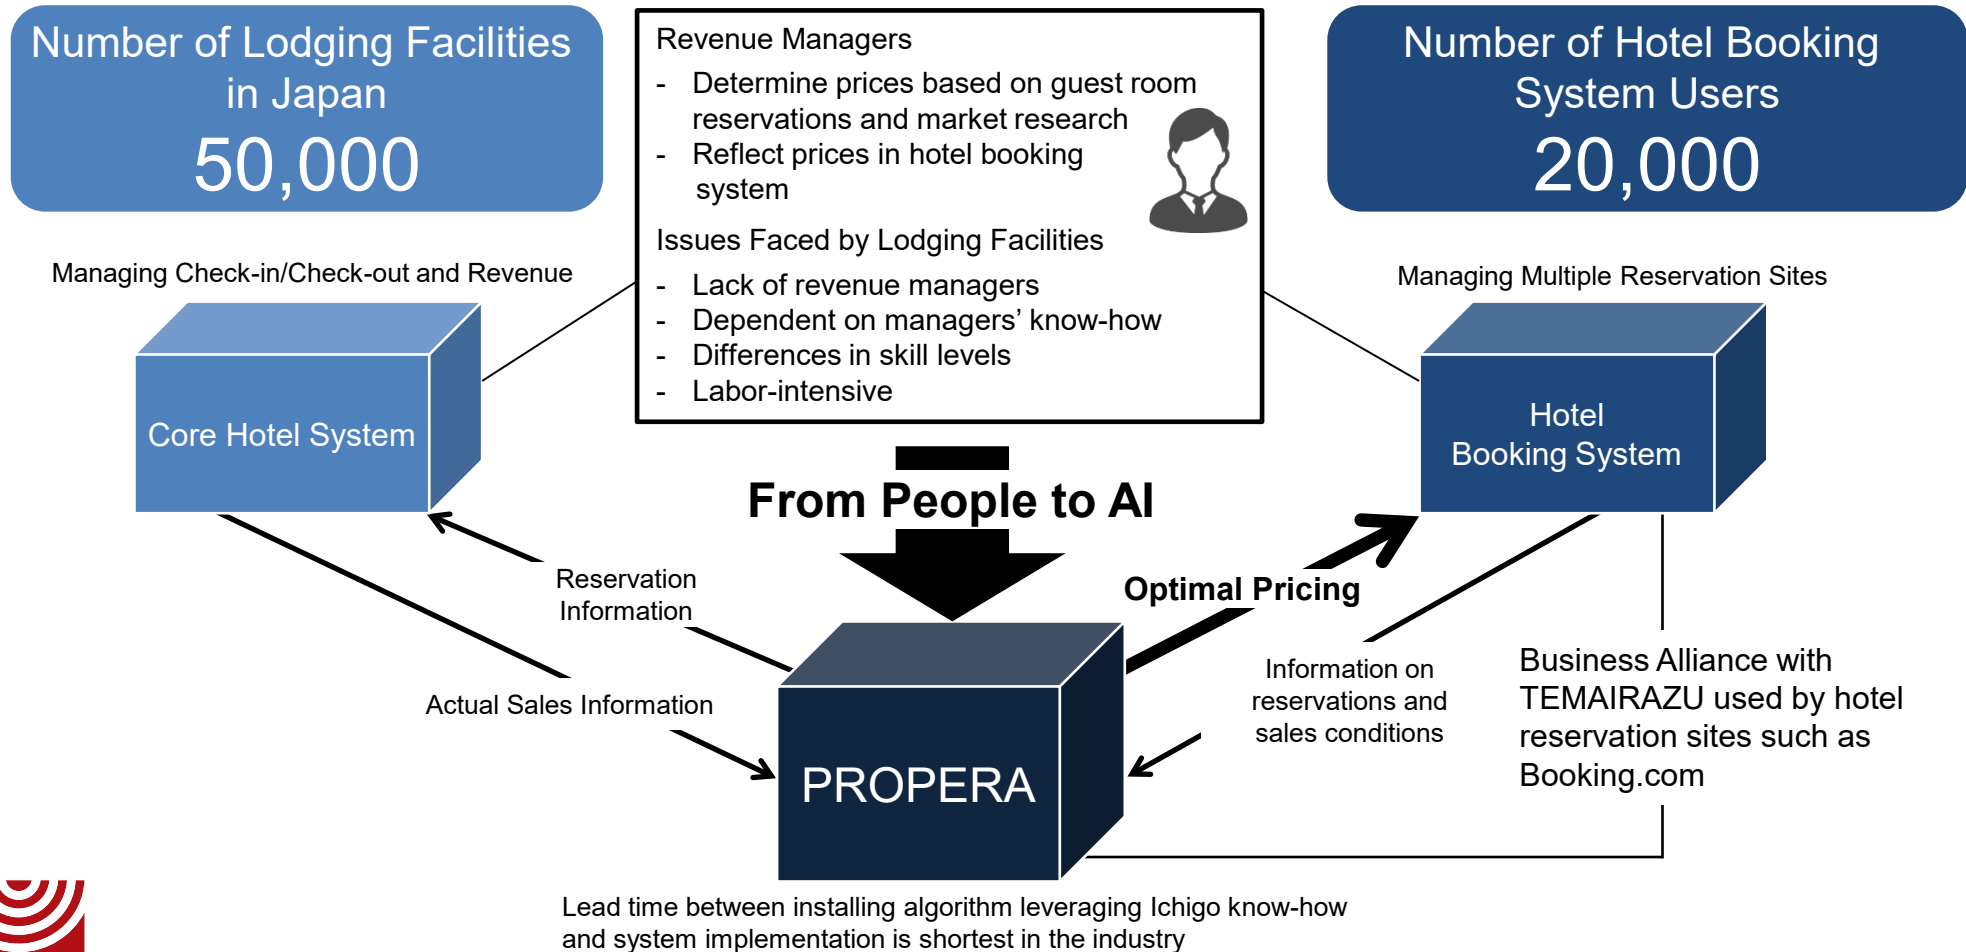 Number of Lodging Facilities
in Japan
50,000
Revenue Managers
- Determine prices based on guest room
reservations and market research
- Reflect prices in hotel booking
system
Issues Faced by Lodging Facilities
- Lack of revenue managers
- Dependent on managers’ know-how
- Differences in skill levels
- Labor-intensive
Number of Hotel Booking
System Users
20,000
Managing Check-in/Check-out and Revenue
Core Hotel System
Managing Multiple Reservation Sites
Hotel
Booking System
From People to AI
Reservation
Information
Optimal Pricing
Actual Sales Information
Information on
reservations and
sales conditions
Business Alliance with
TEMAIRAZU used by hotel
reservation sites such as
Booking.com
PROPERA
Lead time between installing algorithm leveraging Ichigo know-how
and system implementation is shortest in the industry